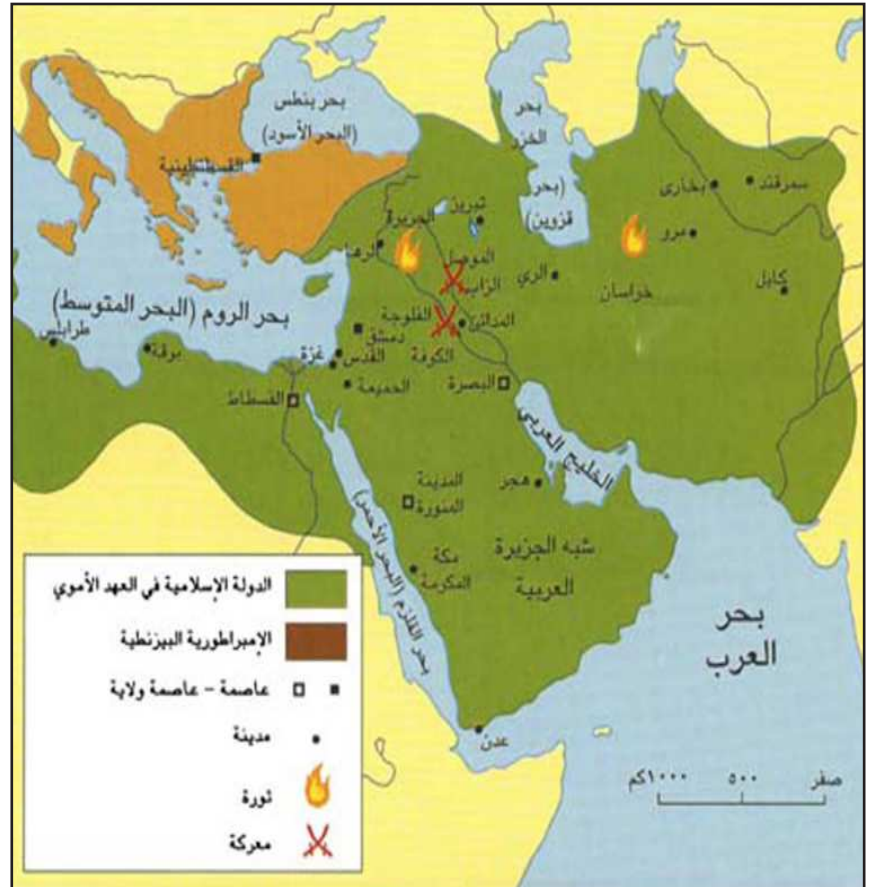 بحر بنطس
(البحر الأسود)
بحر
الخزر
(بحر
قزوين)
القسطنطينية
سمرقند
بخارى
مرو
كابل
خراسان
الري
تبريز
الجزيرة
الرها
الموصل
الزاب
المدائن
الفلوجة
الكوفة
دمشق
القدس
غزة
الحميمة
البصرة
بحر الروم (البحر المتوسط)
طرابلس
برقة
الفسطاط
الخليج العربي
هجر
المدينة
المنورة
مكة
المكرمة
شبه الجزيرة
العربية
بحر القلزم (البحر الأحمر)
بحر
العرب
عدن
صفر ٥٠٠ ١٠٠٠كم
الدولة الإسلامية في العهد الأموي
الإمبراطورية البيزنطية
عاصمة – عاصمة ولاية
مدينة
ثورة
معركة